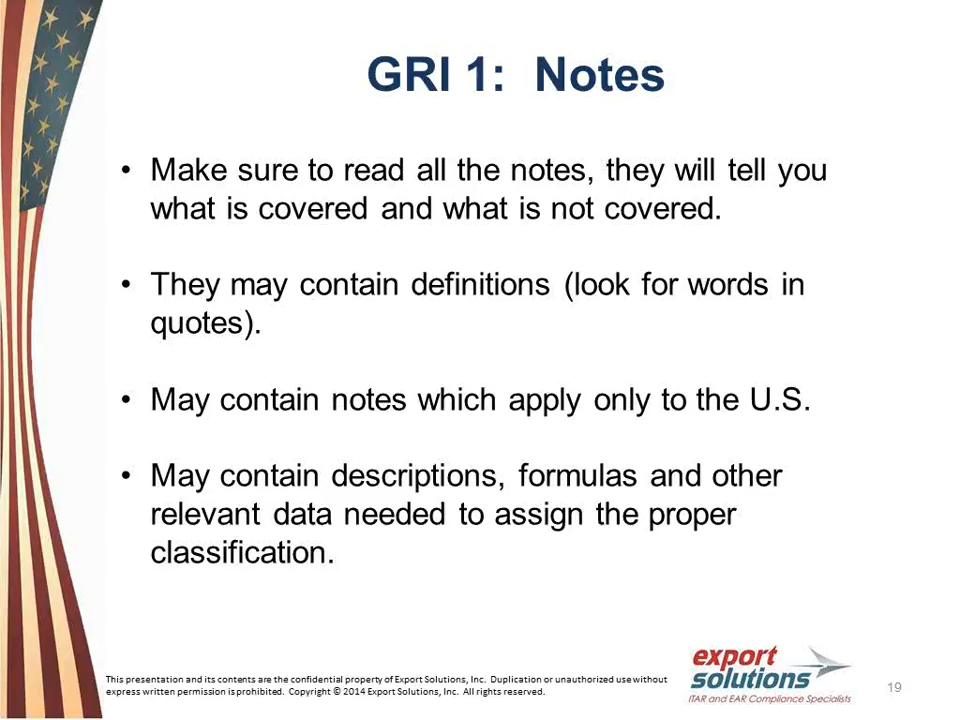 GRI 1: Notes
• Make sure to read all the notes, they will tell you
what is covered and what is not covered.
• They may contain definitions (look for words in
quotes).
• May contain notes which apply only to the U.S.
• May contain descriptions, formulas and other
relevant data needed to assign the proper
classification.
This presentation and its contents are the confidential property of Export Solutions, Inc. Duplication or unauthorized use without
express written permission is prohibited. Copyright © 2014 Export Solutions, Inc. All rights reserved.
export
solutions
ITAR and EAR Compliance Specialists
19